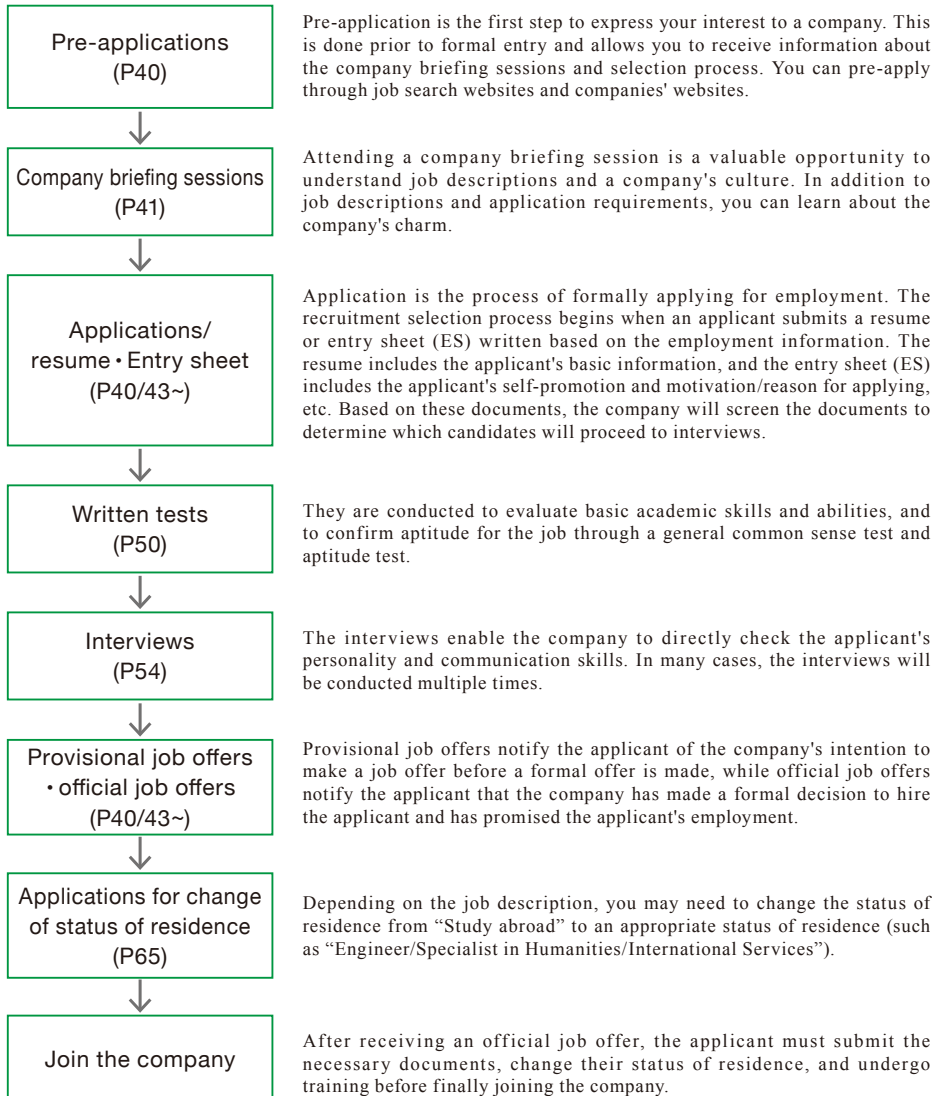 Pre-applications
(P40)
Pre-application is the first step to express your interest to a company. This
is done prior to formal entry and allows you to receive information about
the company briefing sessions and selection process. You can pre-apply
through job search websites and companies' websites.
Company briefing sessions
(P41)
Attending a company briefing session is a valuable opportunity to
understand job descriptions and a company's culture. In addition to
job descriptions and application requirements, you can learn about the
company's charm.
Applications/
resume・Entry sheet
(P40/43~)
Application is the process of formally applying for employment. The
recruitment selection process begins when an applicant submits a resume
or entry sheet (ES) written based on the employment information. The
resume includes the applicant's basic information, and the entry sheet (ES)
includes the applicant's self-promotion and motivation/reason for applying,
etc. Based on these documents, the company will screen the documents to
determine which candidates will proceed to interviews.
Written tests
(P50)
They are conducted to evaluate basic academic skills and abilities, and
to confirm aptitude for the job through a general common sense test and
aptitude test.
Interviews
(P54)
The interviews enable the company to directly check the applicant's
personality and communication skills. In many cases, the interviews will
be conducted multiple times.
Provisional job offers
・official job offers
(P40/43~)
Provisional job offers notify the applicant of the company's intention to
make a job offer before a formal offer is made, while official job offers
notify the applicant that the company has made a formal decision to hire
the applicant and has promised the applicant's employment.
Applications for change
of status of residence
(P65)
Depending on the job description, you may need to change the status of
residence from “Study abroad” to an appropriate status of residence (such
as “Engineer/Specialist in Humanities/International Services”).
Join the company
After receiving an official job offer, the applicant must submit the
necessary documents, change their status of residence, and undergo
training before finally joining the company.